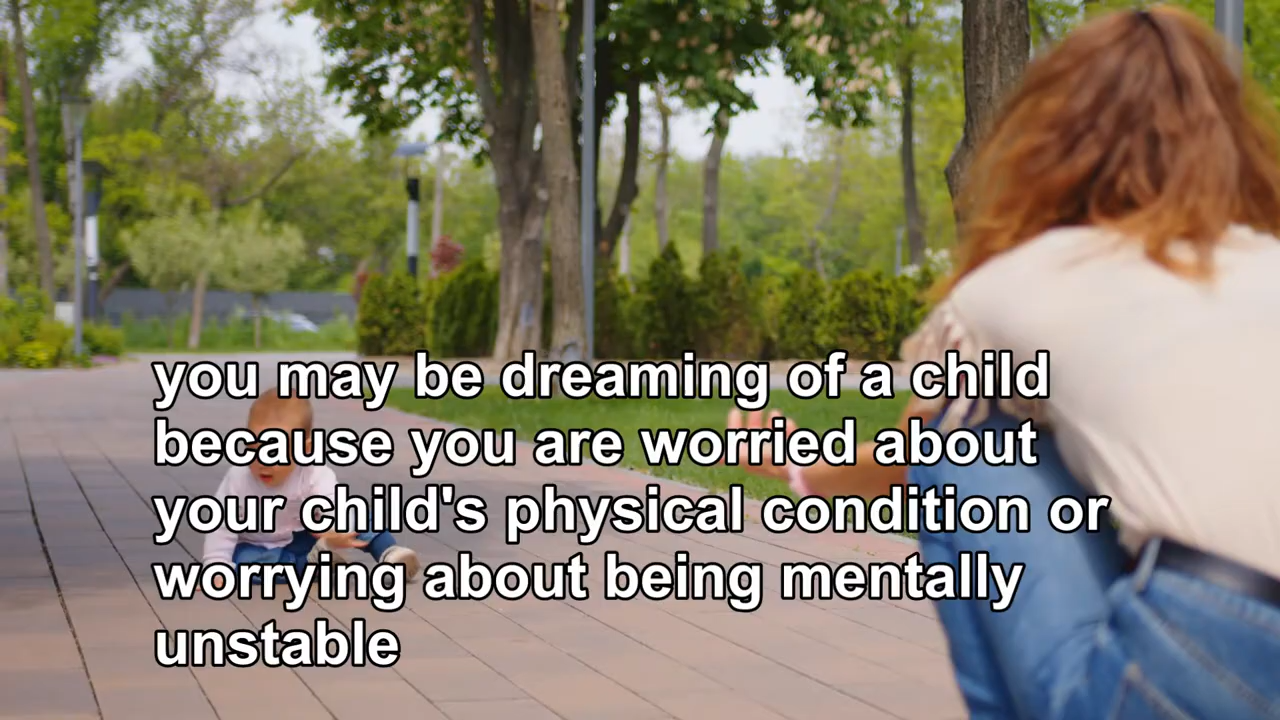 you may be dreaming of a child
because you are worried about
your child's physical condition or
worrying about being mentally
unstable